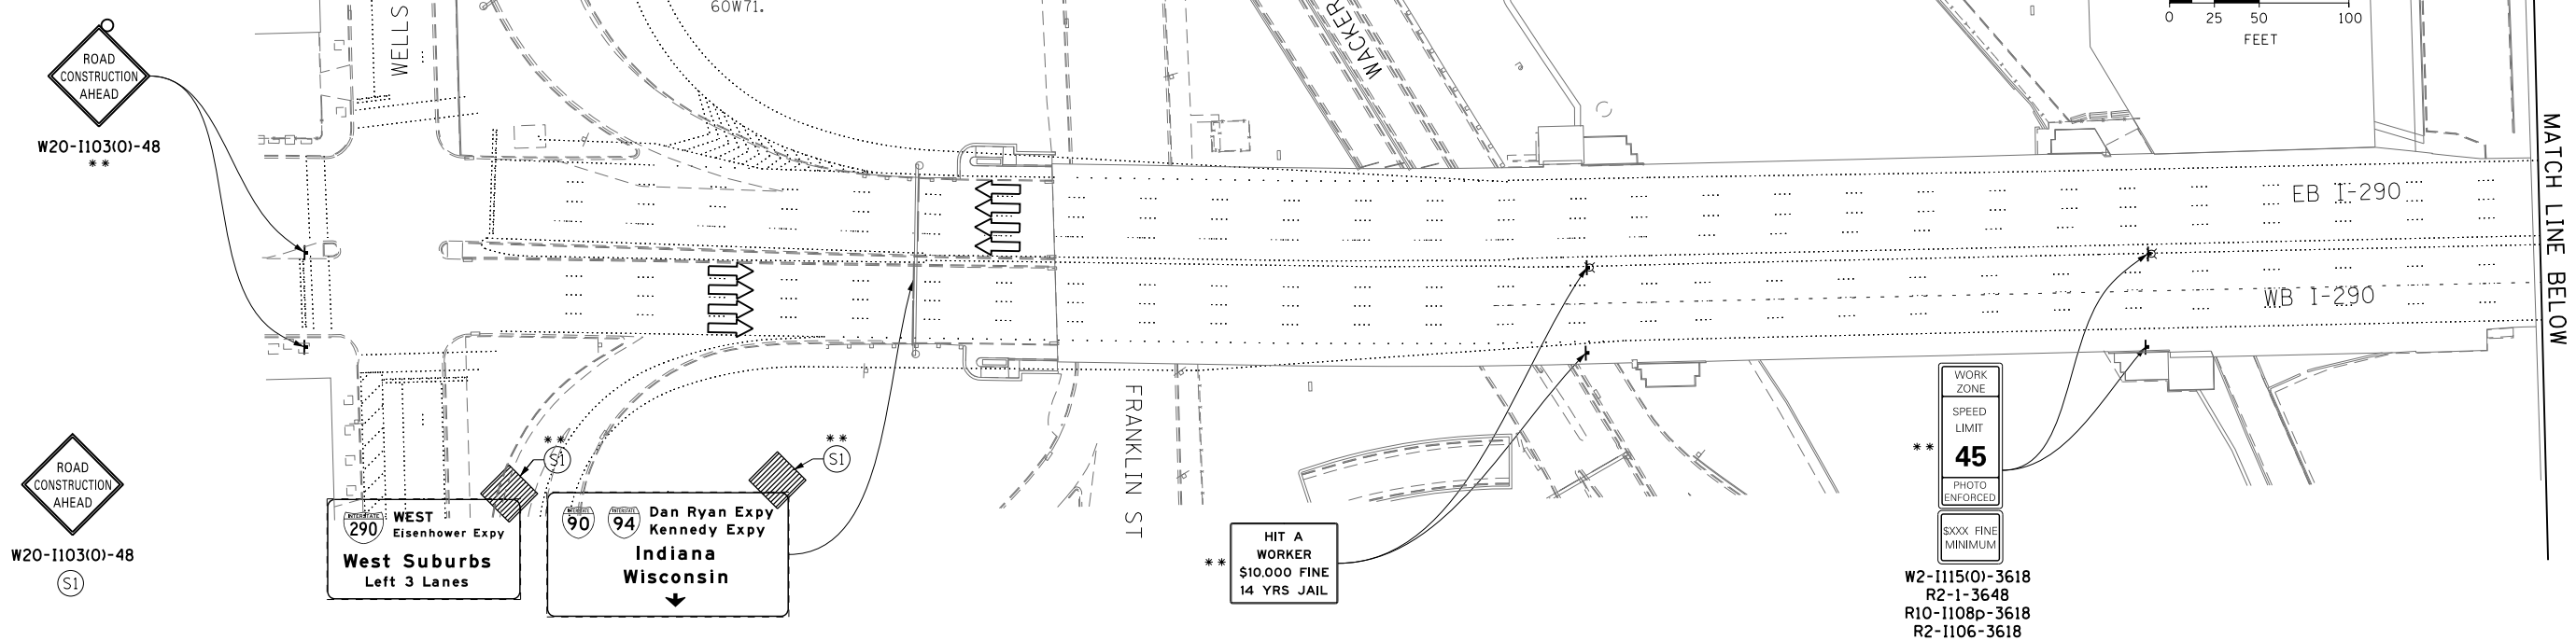 60W71.
WELLS
WACKER
0 25 50 100
FEET
ROAD
CONSTRUCTION
AHEAD
W20-I103(0)-48
**
MATCH LINE BELOW
EB I-290
WB I-290
FRANKLIN ST
ROAD
CONSTRUCTION
AHEAD
W20-I103(0)-48
S1
**
S1
INTERSTATE
290
WEST
Eisenhower Expy
West Suburbs
Left 3 Lanes
**
S1
INTERSTATE
90
INTERSTATE
94
Dan Ryan Expy
Kennedy Expy
Indiana
Wisconsin
**
HIT A
WORKER
$10,000 FINE
14 YRS JAIL
**
WORK
ZONE
SPEED
LIMIT
45
PHOTO
ENFORCED
$XXX FINE
MINIMUM
W2-I115(0)-3618
R2-1-3648
R10-I108p-3618
R2-I106-3618